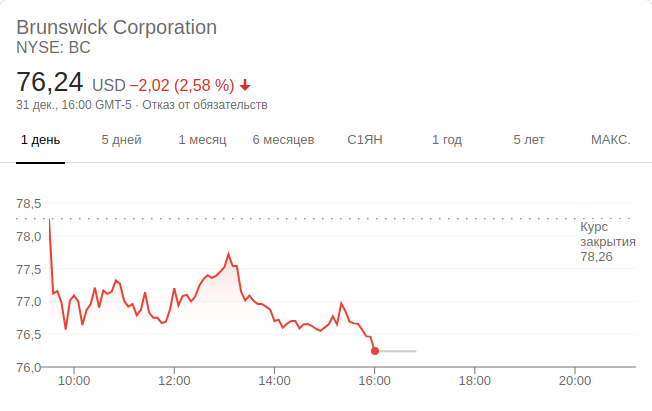 Brunswick Corporation
NYSE: BC
76,24 USD −2,02 (2,58 %)
31 дек., 16:00 GMT-5 · Отказ от обязательств
1 день 5 дней 1 месяц 6 месяцев С1ЯН 1 год 5 лет МАКС.
78,5
Курс
78,0
закрытия
78,26
77,5
77,0
76,5
76,0
10:00 12:00 14:00 16:00 18:00 20:00